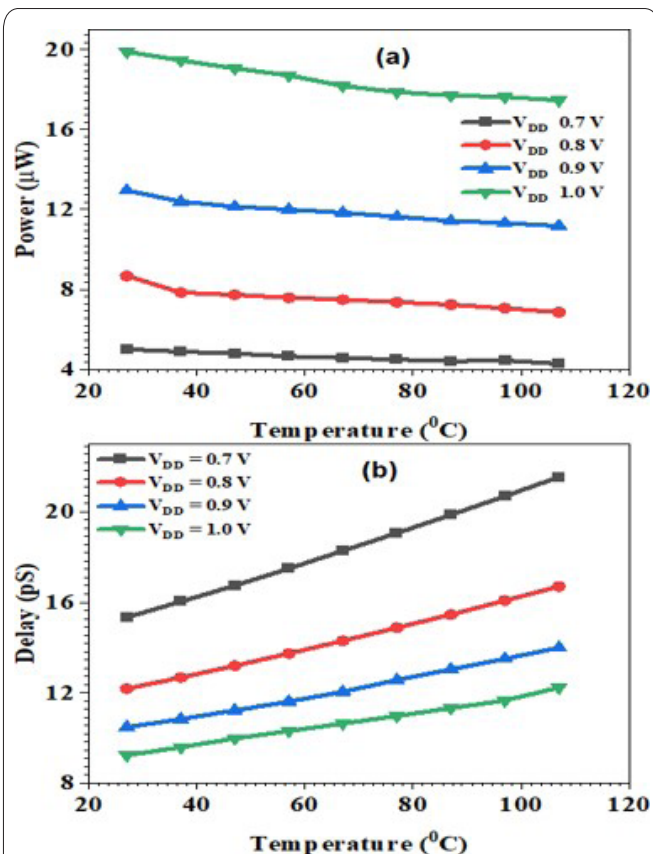 20
(a)
16
V_DD 0.7 V
V_DD 0.8 V
V_DD 0.9 V
V_DD 1.0 V
12
8
4
Power (μW)
20 40 60 80 100 120
Temperature (⁰C)
V_DD = 0.7 V
(b)
V_DD = 0.8 V
V_DD = 0.9 V
V_DD = 1.0 V
20
16
12
8
Delay (pS)
20 40 60 80 100 120
Temperature (⁰C)